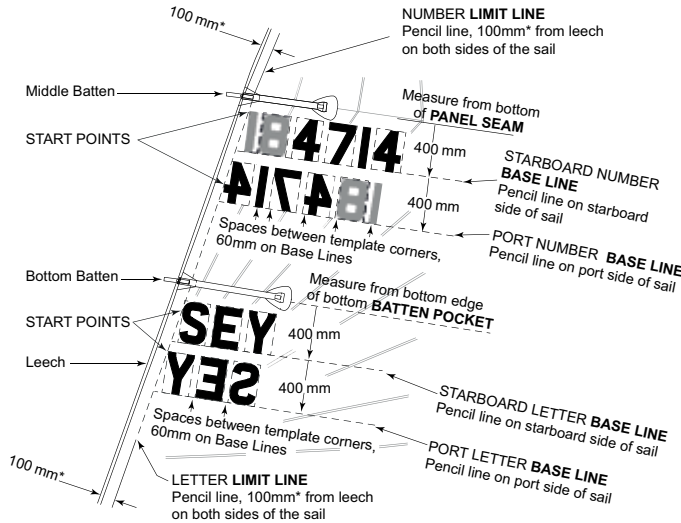 100 mm*
NUMBER LIMIT LINE
Pencil line, 100mm* from leech
on both sides of the sail
Middle Batten
Measure from bottom
of PANEL SEAM
START POINTS
184714
400 mm
STARBOARD NUMBER
BASE LINE
Pencil line on starboard
side of sail
184714
400 mm
Spaces between template corners,
60mm on Base Lines
PORT NUMBER BASE LINE
Pencil line on port side of sail
Bottom Batten
Measure from bottom edge
of bottom BATTEN POCKET
START POINTS
SEY
400 mm
Leech
SEY
400 mm
STARBOARD LETTER BASE LINE
Pencil line on starboard side of sail
Spaces between template corners,
60mm on Base Lines
PORT LETTER BASE LINE
Pencil line on port side of sail
100 mm*
LETTER LIMIT LINE
Pencil line, 100mm* from leech
on both sides of the sail